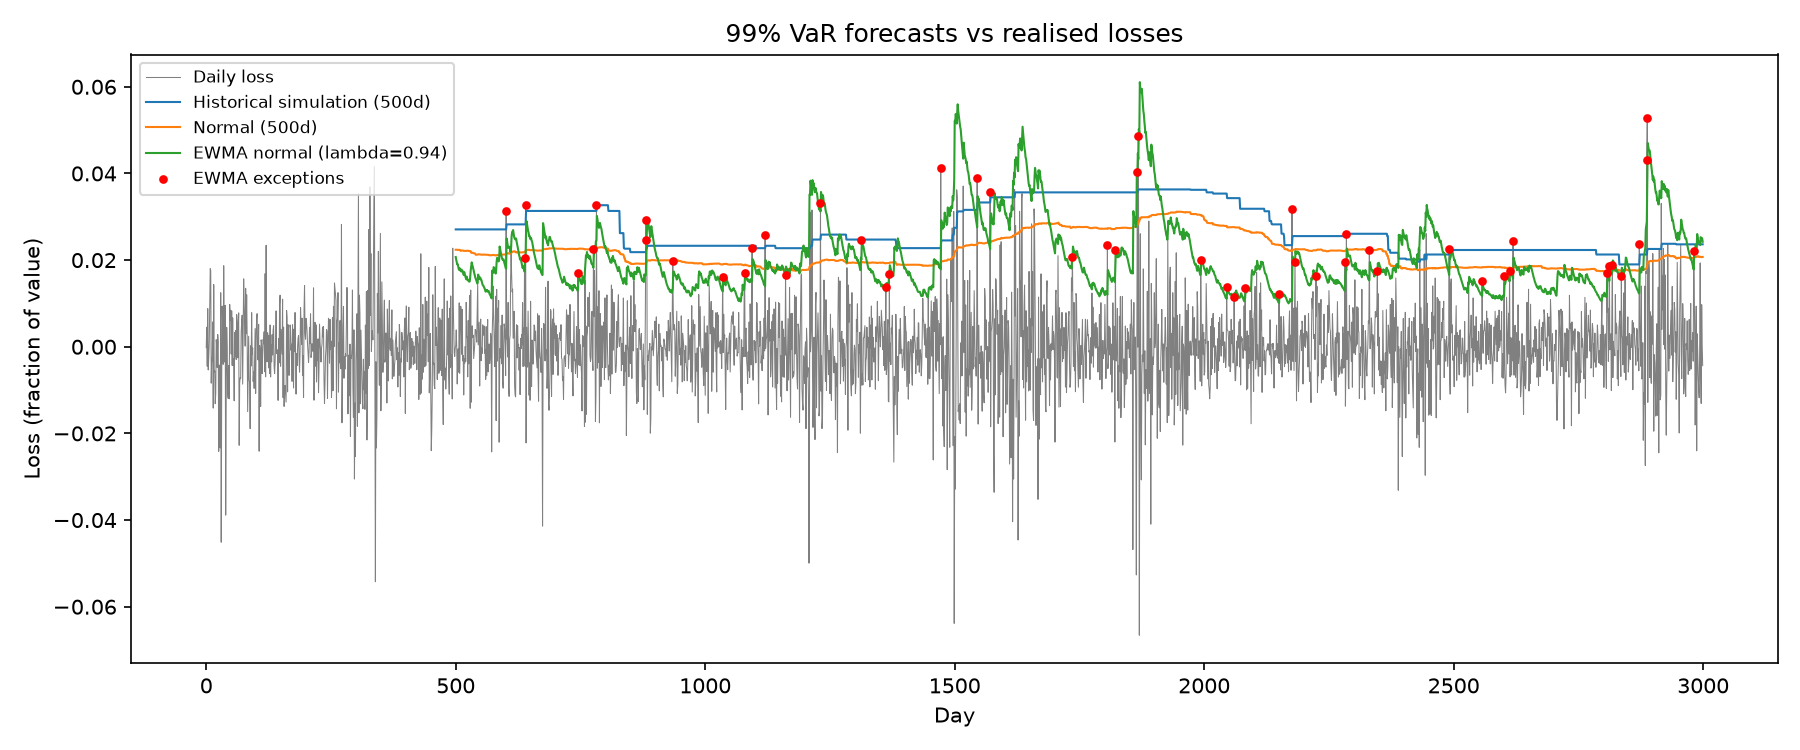 99% VaR forecasts vs realised losses
Daily loss
Historical simulation (500d)
Normal (500d)
EWMA normal (lambda=0.94)
EWMA exceptions
0.06
0.04
0.02
0.00
−0.02
−0.04
−0.06
Loss (fraction of value)
0
500
1000
1500
2000
2500
3000
Day